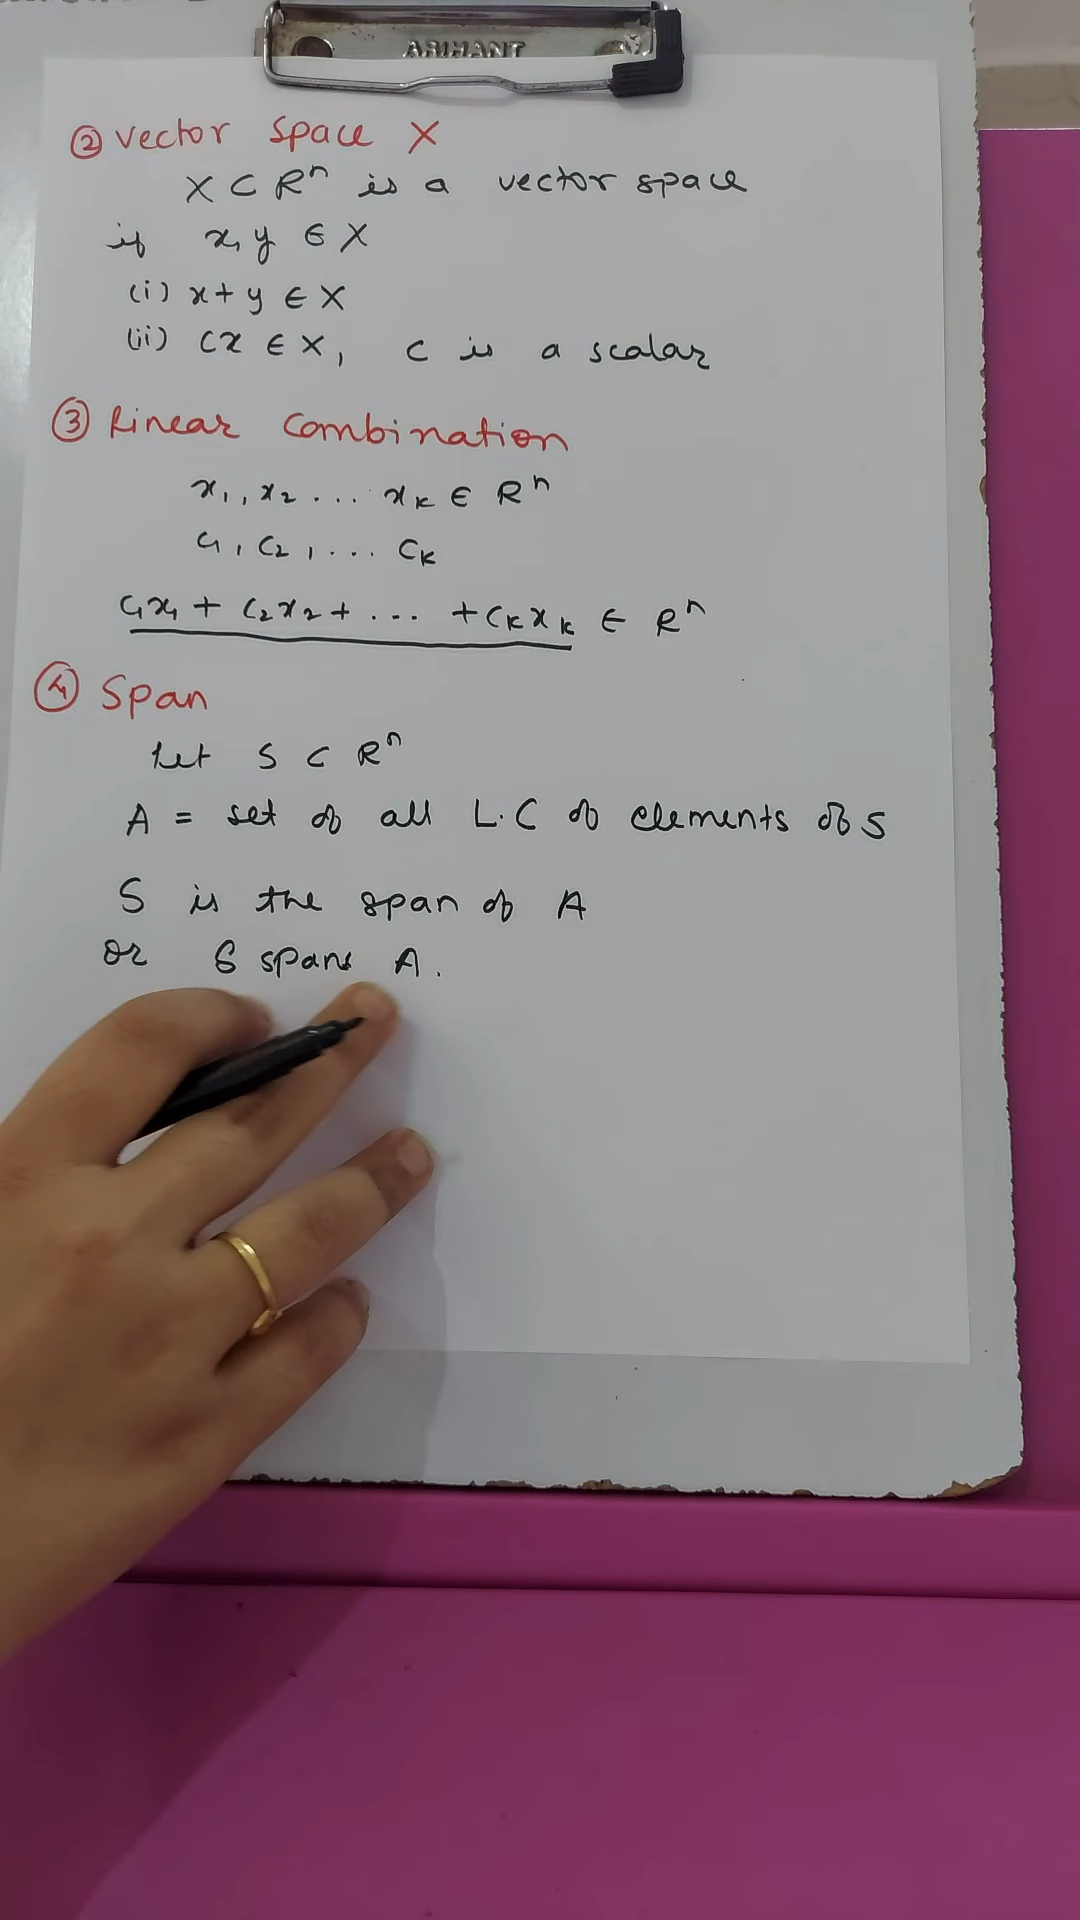 ARIHANT
② Vector Space X
X ⊂ Rⁿ is a vector space
if x, y ∈ X
(i) x+y ∈ X
(ii) cx ∈ X, c is a scalar
③ Linear Combination
x₁, x₂ ... xₖ ∈ Rⁿ
c₁, c₂, ... cₖ
c₁x₁ + c₂x₂ + ... + cₖxₖ ∈ Rⁿ
④ Span
Let S ⊂ Rⁿ
A = set of all L.C of elements of S
S is the span of A
or S spans A.